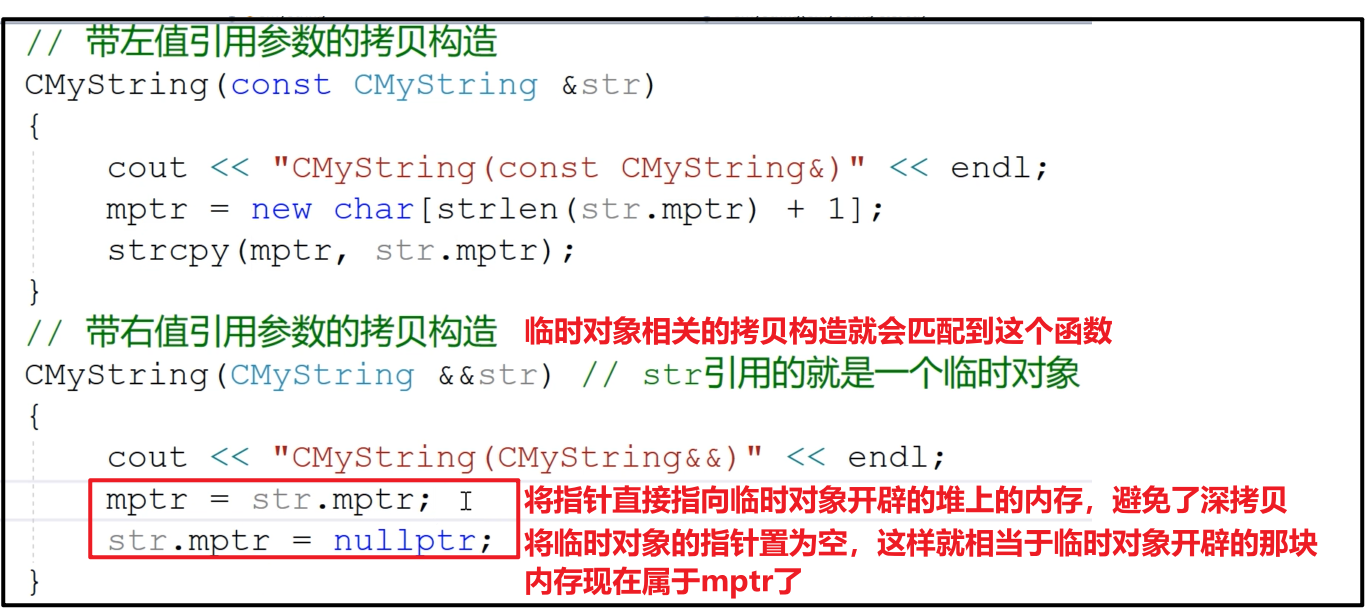 // 带左值引用参数的拷贝构造
CMyString(const CMyString &str)
{
cout << "CMyString(const CMyString&)" << endl;
mptr = new char[strlen(str.mptr) + 1];
strcpy(mptr, str.mptr);
}
// 带右值引用参数的拷贝构造 临时对象相关的拷贝构造就会匹配到这个函数
CMyString(CMyString &&str) // str引用的就是一个临时对象
{
cout << "CMyString(CMyString&&)" << endl;
mptr = str.mptr; 将指针直接指向临时对象开辟的堆上的内存，避免了深拷贝
str.mptr = nullptr; 将临时对象的指针置为空，这样就相当于临时对象开辟的那块
内存现在属于mptr了
}